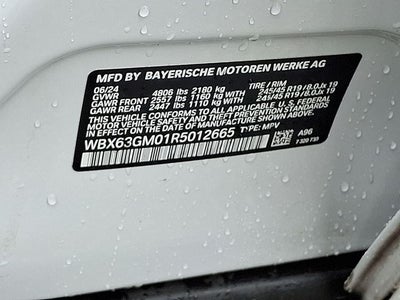 MFD BY BAYERISCHE MOTOREN WERKE AG
06/24 4806 lbs 2180 kg TIRE / RIM
GVWR
GAWR FRONT 2557 lbs 1160 kg 245/45 R19 / 8.0Jx 19
GAWR REAR 2447 lbs 1110 kg 245/45 R19 / 8.0Jx 19
THIS VEHICLE CONFORMS TO ALL APPLICABLE U.S. FEDERAL
MOTOR VEHICLE SAFETY AND THEFT PREVENTION STANDARDS
IN EFFECT ON THE DATE OF MANUFACTURE SHOWN ABOVE.
WBX63GM01R5012665 TYPE: MPV A96